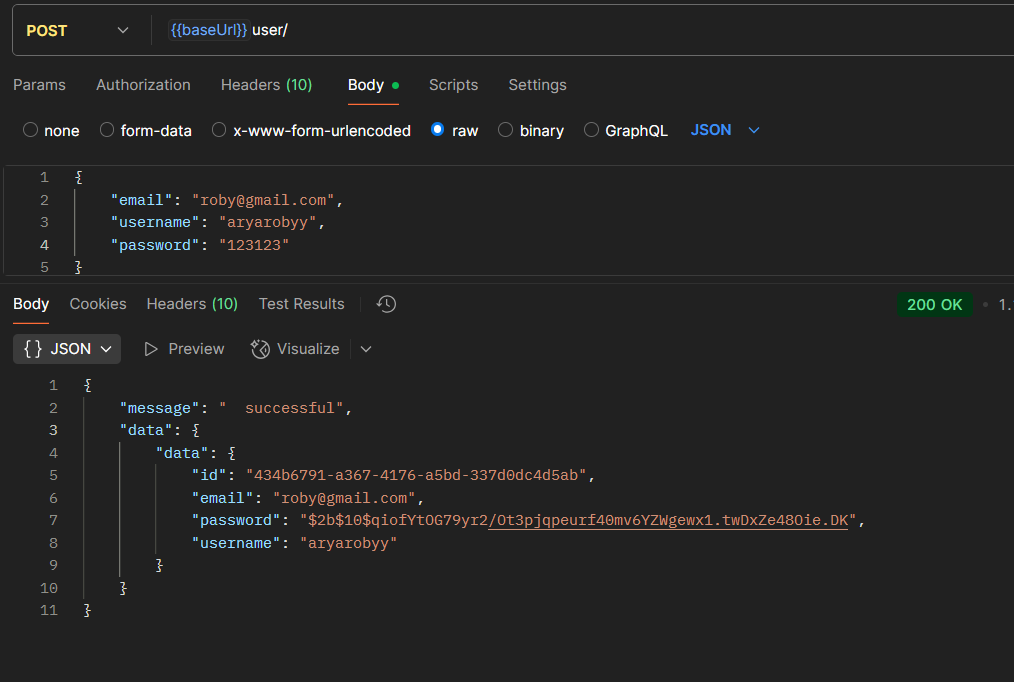 POST {{baseUrl}} user/
Params Authorization Headers (10) Body Scripts Settings
none form-data x-www-form-urlencoded raw binary GraphQL JSON
1 {
2 "email": "roby@gmail.com",
3 "username": "aryarobyy",
4 "password": "123123"
5 }
Body Cookies Headers (10) Test Results 200 OK • 1.
{} JSON Preview Visualize
1 {
2 "message": "  successful",
3 "data": {
4 "data": {
5 "id": "434b6791-a367-4176-a5bd-337d0dc4d5ab",
6 "email": "roby@gmail.com",
7 "password": "$2b$10$qiofYtOG79yr2/Ot3pjqpeurf40mv6YZWgewx1.twDxZe48Oie.DK",
8 "username": "aryarobyy"
9 }
10 }
11 }